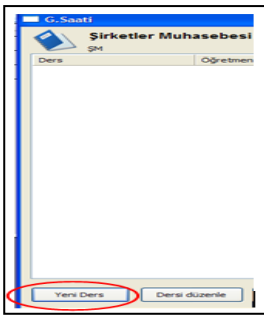 G.Saati
Şirketler Muhasebesi
ŞM
Ders Öğretmen
Yeni Ders Dersi düzenle